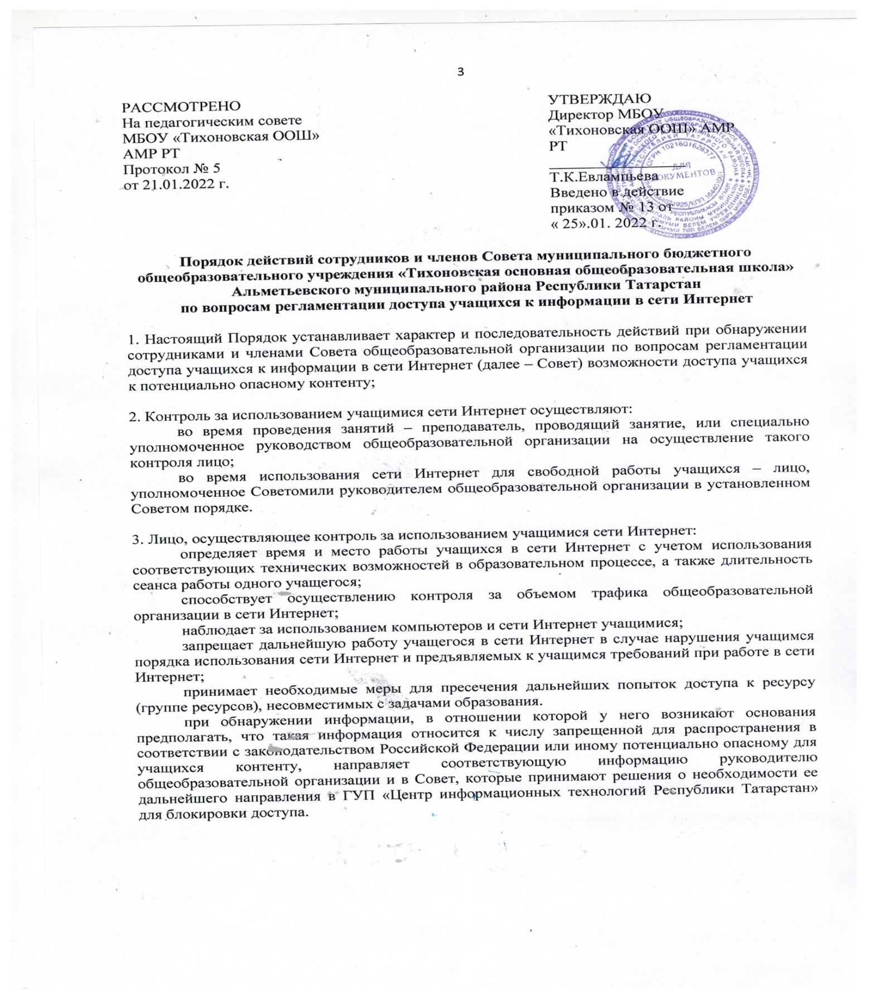 3
РАССМОТРЕНО
На педагогическим совете
МБОУ «Тихоновская ООШ»
АМР РТ
Протокол № 5
от 21.01.2022 г.
УТВЕРЖДАЮ
Директор МБОУ
«Тихоновская ООШ» АМР
РТ
Т.К.Евлампьева
Введено в действие
приказом № 13 от
« 25».01. 2022 г.
ОГРН 1021601628377
ДЛЯ
ДОКУМЕНТОВ
Порядок действий сотрудников и членов Совета муниципального бюджетного
общеобразовательного учреждения «Тихоновская основная общеобразовательная школа»
Альметьевского муниципального района Республики Татарстан
по вопросам регламентации доступа учащихся к информации в сети Интернет
1. Настоящий Порядок устанавливает характер и последовательность действий при обнаружении
сотрудниками и членами Совета общеобразовательной организации по вопросам регламентации
доступа учащихся к информации в сети Интернет (далее – Совет) возможности доступа учащихся
к потенциально опасному контенту;
2. Контроль за использованием учащимися сети Интернет осуществляют:
во время проведения занятий – преподаватель, проводящий занятие, или специально
уполномоченное руководством общеобразовательной организации на осуществление такого
контроля лицо;
во время использования сети Интернет для свободной работы учащихся – лицо,
уполномоченное Советомили руководителем общеобразовательной организации в установленном
Советом порядке.
3. Лицо, осуществляющее контроль за использованием учащимися сети Интернет:
определяет время и место работы учащихся в сети Интернет с учетом использования
соответствующих технических возможностей в образовательном процессе, а также длительность
сеанса работы одного учащегося;
способствует осуществлению контроля за объемом трафика общеобразовательной
организации в сети Интернет;
наблюдает за использованием компьютеров и сети Интернет учащимися;
запрещает дальнейшую работу учащегося в сети Интернет в случае нарушения учащимся
порядка использования сети Интернет и предъявляемых к учащимся требований при работе в сети
Интернет;
принимает необходимые меры для пресечения дальнейших попыток доступа к ресурсу
(группе ресурсов), несовместимых с задачами образования.
при обнаружении информации, в отношении которой у него возникают основания
предполагать, что такая информация относится к числу запрещенной для распространения в
соответствии с законодательством Российской Федерации или иному потенциально опасному для
учащихся контенту, направляет соответствующую информацию руководителю
общеобразовательной организации и в Совет, которые принимают решения о необходимости ее
дальнейшего направления в ГУП «Центр информационных технологий Республики Татарстан»
для блокировки доступа.